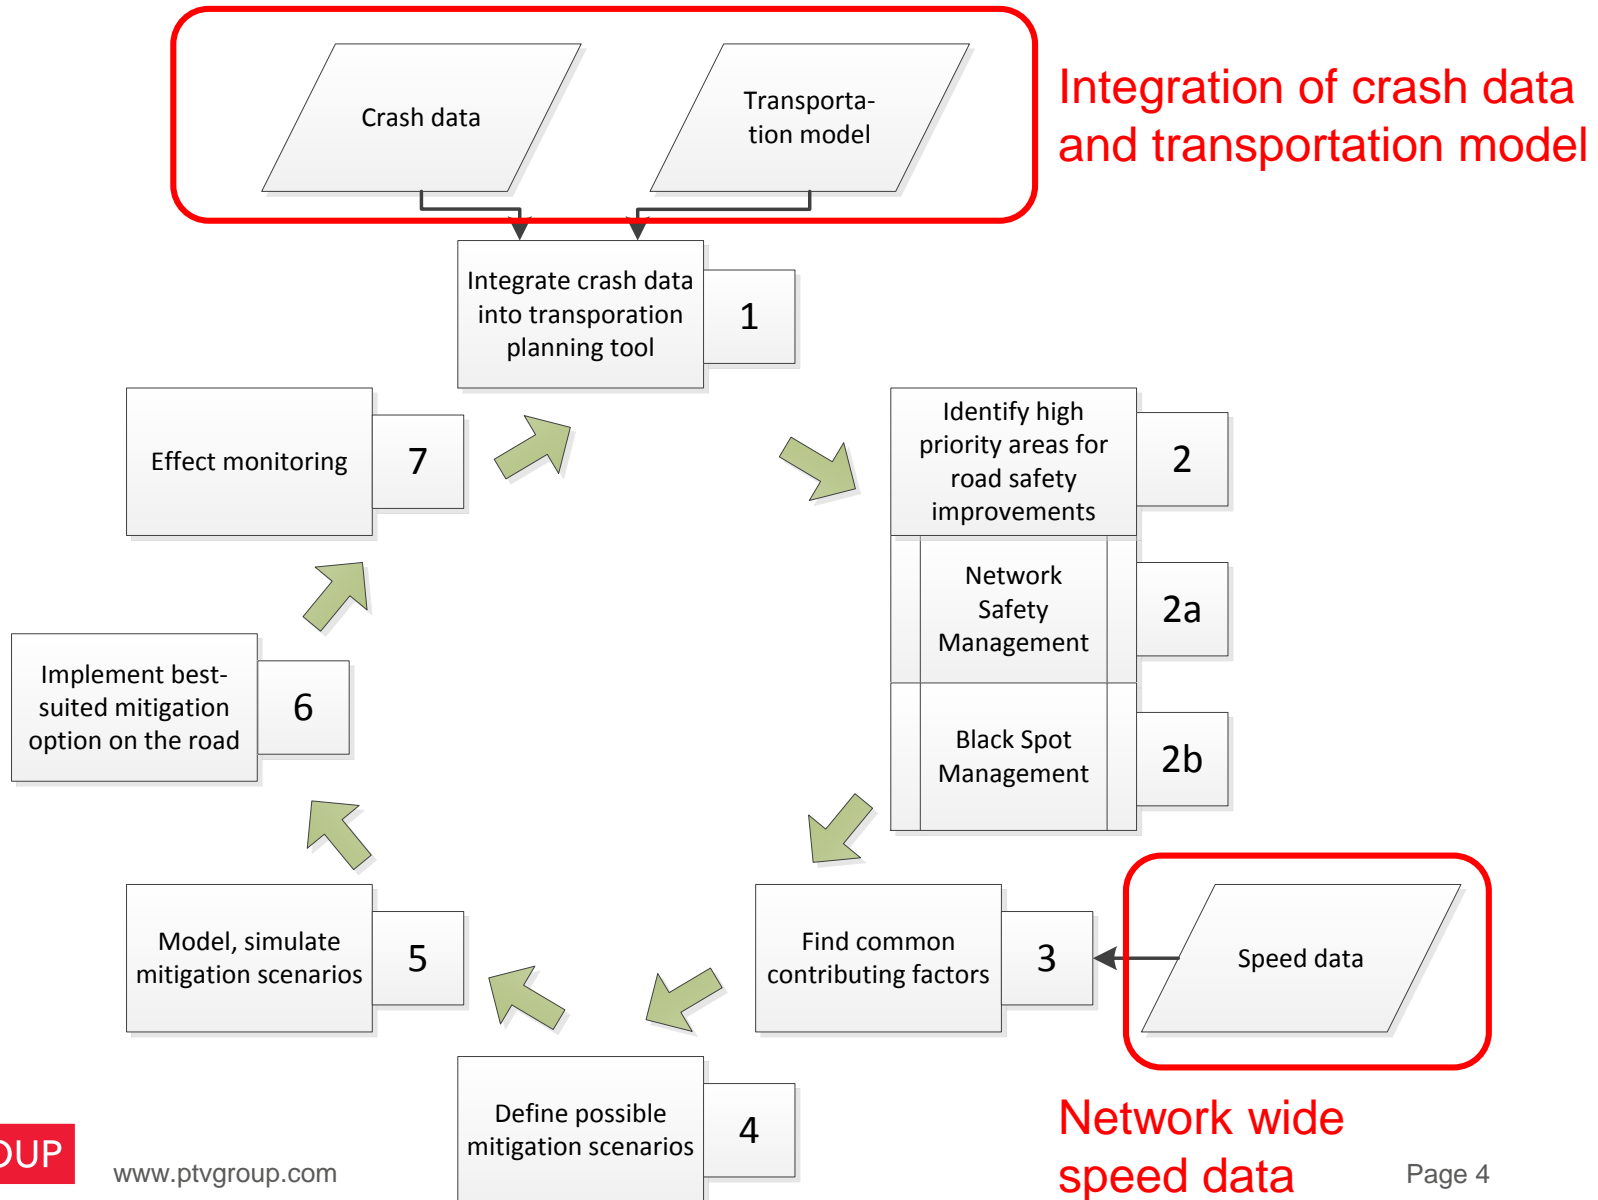 Crash data
Transporta-
tion model
Integration of crash data
and transportation model
Integrate crash data
into transporation
planning tool
1
Identify high
priority areas for
road safety
improvements
2
Network
Safety
Management
2a
Black Spot
Management
2b
Find common
contributing factors
3
Speed data
Network wide
speed data
Define possible
mitigation scenarios
4
Model, simulate
mitigation scenarios
5
Implement best-
suited mitigation
option on the road
6
Effect monitoring
7
OUP
www.ptvgroup.com
Page 4